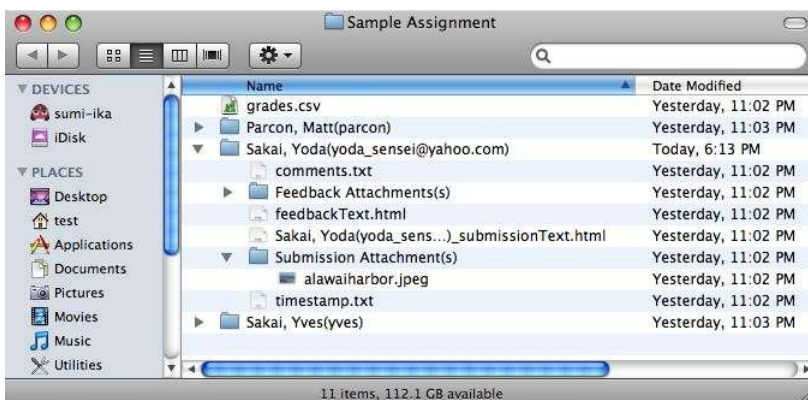 Sample Assignment
DEVICES
sumi-ika
iDisk
PLACES
Desktop
test
Applications
Documents
Pictures
Movies
Music
Utilities
Name Date Modified
grades.csv Yesterday, 11:02 PM
Parcon, Matt(parcon) Yesterday, 11:03 PM
Sakai, Yoda(yoda_sensei@yahoo.com) Today, 6:13 PM
comments.txt Yesterday, 11:02 PM
Feedback Attachments(s) Yesterday, 11:02 PM
feedbackText.html Yesterday, 11:02 PM
Sakai, Yoda(yoda_sens...)_submissionText.html Yesterday, 11:02 PM
Submission Attachment(s) Yesterday, 11:02 PM
alawaiharbor.jpeg Yesterday, 11:02 PM
timestamp.txt Yesterday, 11:02 PM
Sakai, Yves(yves) Yesterday, 11:03 PM
11 items, 112.1 GB available